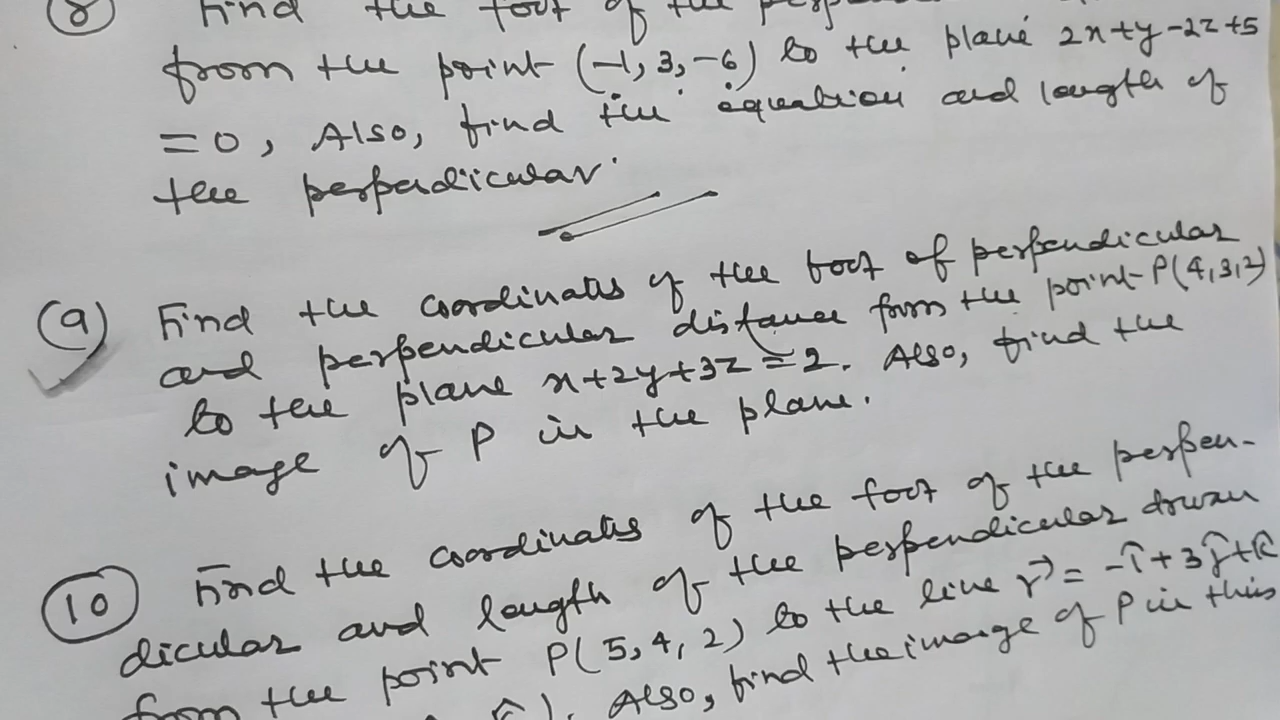 (8) Find the foot of the
from the point (-1, 3, -6) to the plane 2x+y-2z+5
=0, Also, find the equation and length of
the perpendicular.
(9) Find the coordinates of the foot of perpendicular
and perpendicular distance from the point P(4,3,2)
to the plane x+2y+3z=2. Also, find the
image of P in the plane.
(10) Find the coordinates of the foot of the perpen-
dicular and length of the perpendicular drawn
from the point P(5,4,2) to the line r⃗ = -î+3ĵ+k̂
Also, find the image of P in this